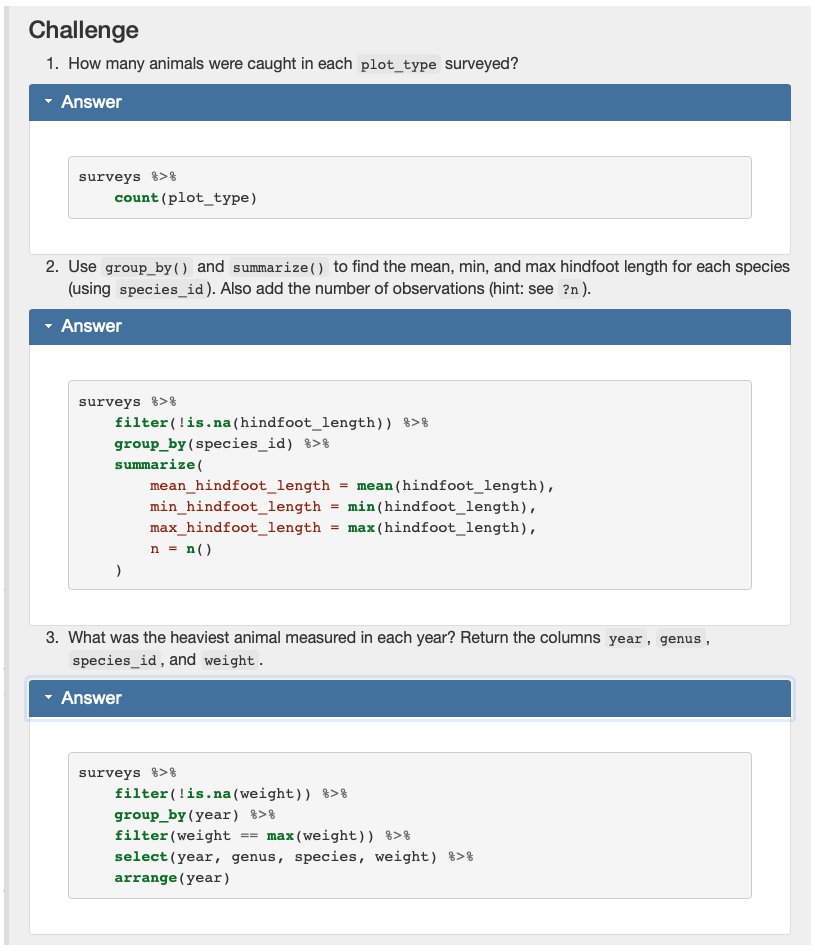 Challenge
1. How many animals were caught in each plot_type surveyed?
Answer
surveys %>%
    count(plot_type)
2. Use group_by() and summarize() to find the mean, min, and max hindfoot length for each species
(using species_id). Also add the number of observations (hint: see ?n).
Answer
surveys %>%
    filter(!is.na(hindfoot_length)) %>%
    group_by(species_id) %>%
    summarize(
        mean_hindfoot_length = mean(hindfoot_length),
        min_hindfoot_length = min(hindfoot_length),
        max_hindfoot_length = max(hindfoot_length),
        n = n()
    )
3. What was the heaviest animal measured in each year? Return the columns year, genus,
species_id, and weight.
Answer
surveys %>%
    filter(!is.na(weight)) %>%
    group_by(year) %>%
    filter(weight == max(weight)) %>%
    select(year, genus, species, weight) %>%
    arrange(year)